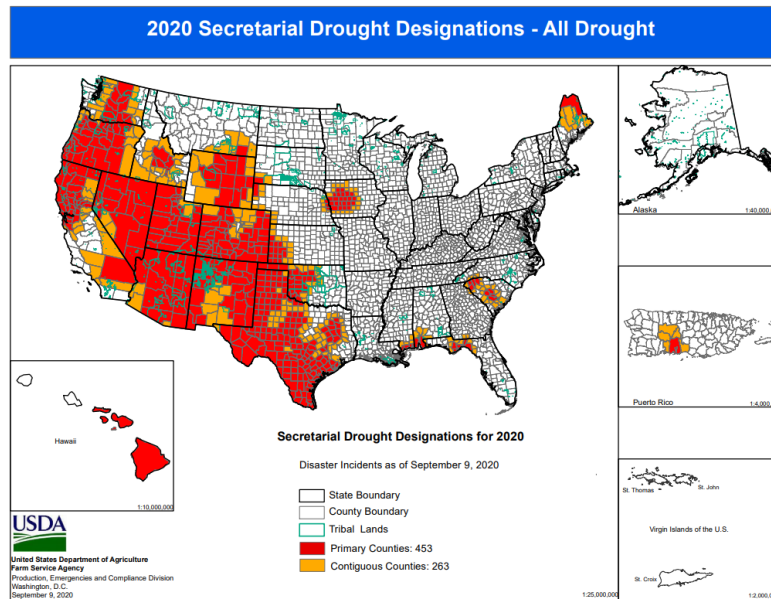 2020 Secretarial Drought Designations - All Drought
Alaska
1:40,000,000
Puerto Rico
1:4,000
Hawaii
1:10,000,000
Secretarial Drought Designations for 2020
Disaster Incidents as of September 9, 2020
State Boundary
County Boundary
Tribal Lands
Primary Counties: 453
Contiguous Counties: 263
St. Thomas
St. John
Virgin Islands of the U.S.
St. Croix
1:25,000,000
1:2,000
USDA
United States Department of Agriculture
Farm Service Agency
Production, Emergencies and Compliance Division
Washington, D.C.
September 9, 2020